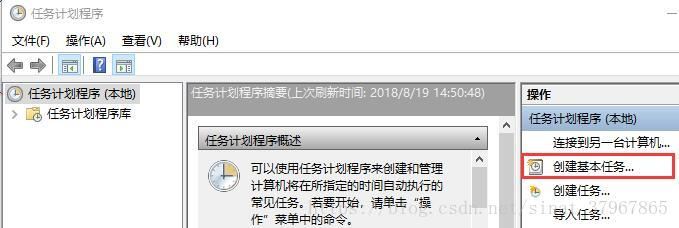 任务计划程序
文件(F) 操作(A) 查看(V) 帮助(H)
任务计划程序 (本地)
任务计划程序库
任务计划程序摘要(上次刷新时间: 2018/8/19 14:50:48)
任务计划程序概述
可以使用任务计划程序来创建和管理
计算机将在所指定的时间自动执行的
常见任务。若要开始，请单击“操
作”菜单中的命令。
操作
任务计划程序 (本地)
连接到另一台计算机...
创建基本任务...
创建任务...
导入任务...
https://blog.csdn.net/sinat_37967865